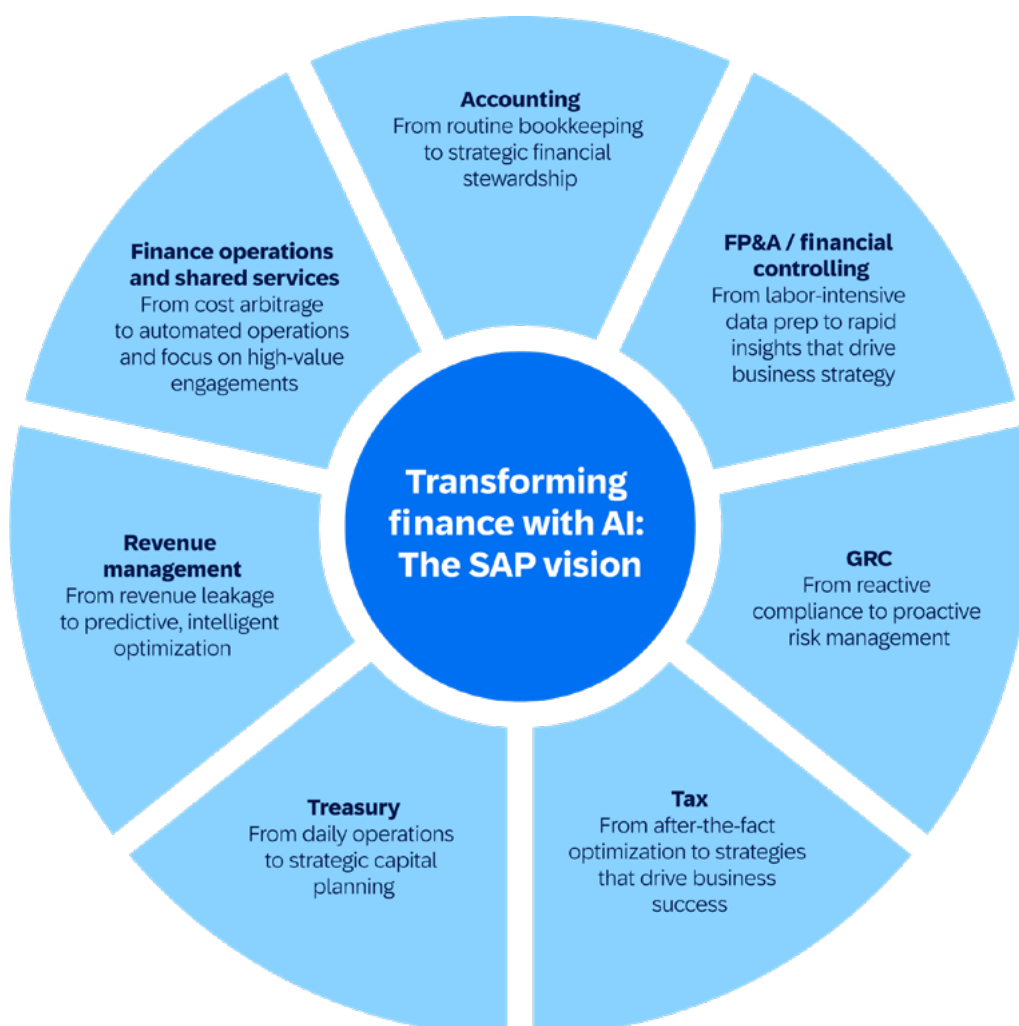 Transforming
finance with AI:
The SAP vision
Accounting
From routine bookkeeping
to strategic financial
stewardship
FP&A / financial
controlling
From labor-intensive
data prep to rapid
insights that drive
business strategy
GRC
From reactive
compliance to proactive
risk management
Tax
From after-the-fact
optimization to strategies
that drive business
success
Treasury
From daily operations
to strategic capital
planning
Revenue
management
From revenue leakage
to predictive, intelligent
optimization
Finance operations
and shared services
From cost arbitrage
to automated operations
and focus on high-value
engagements